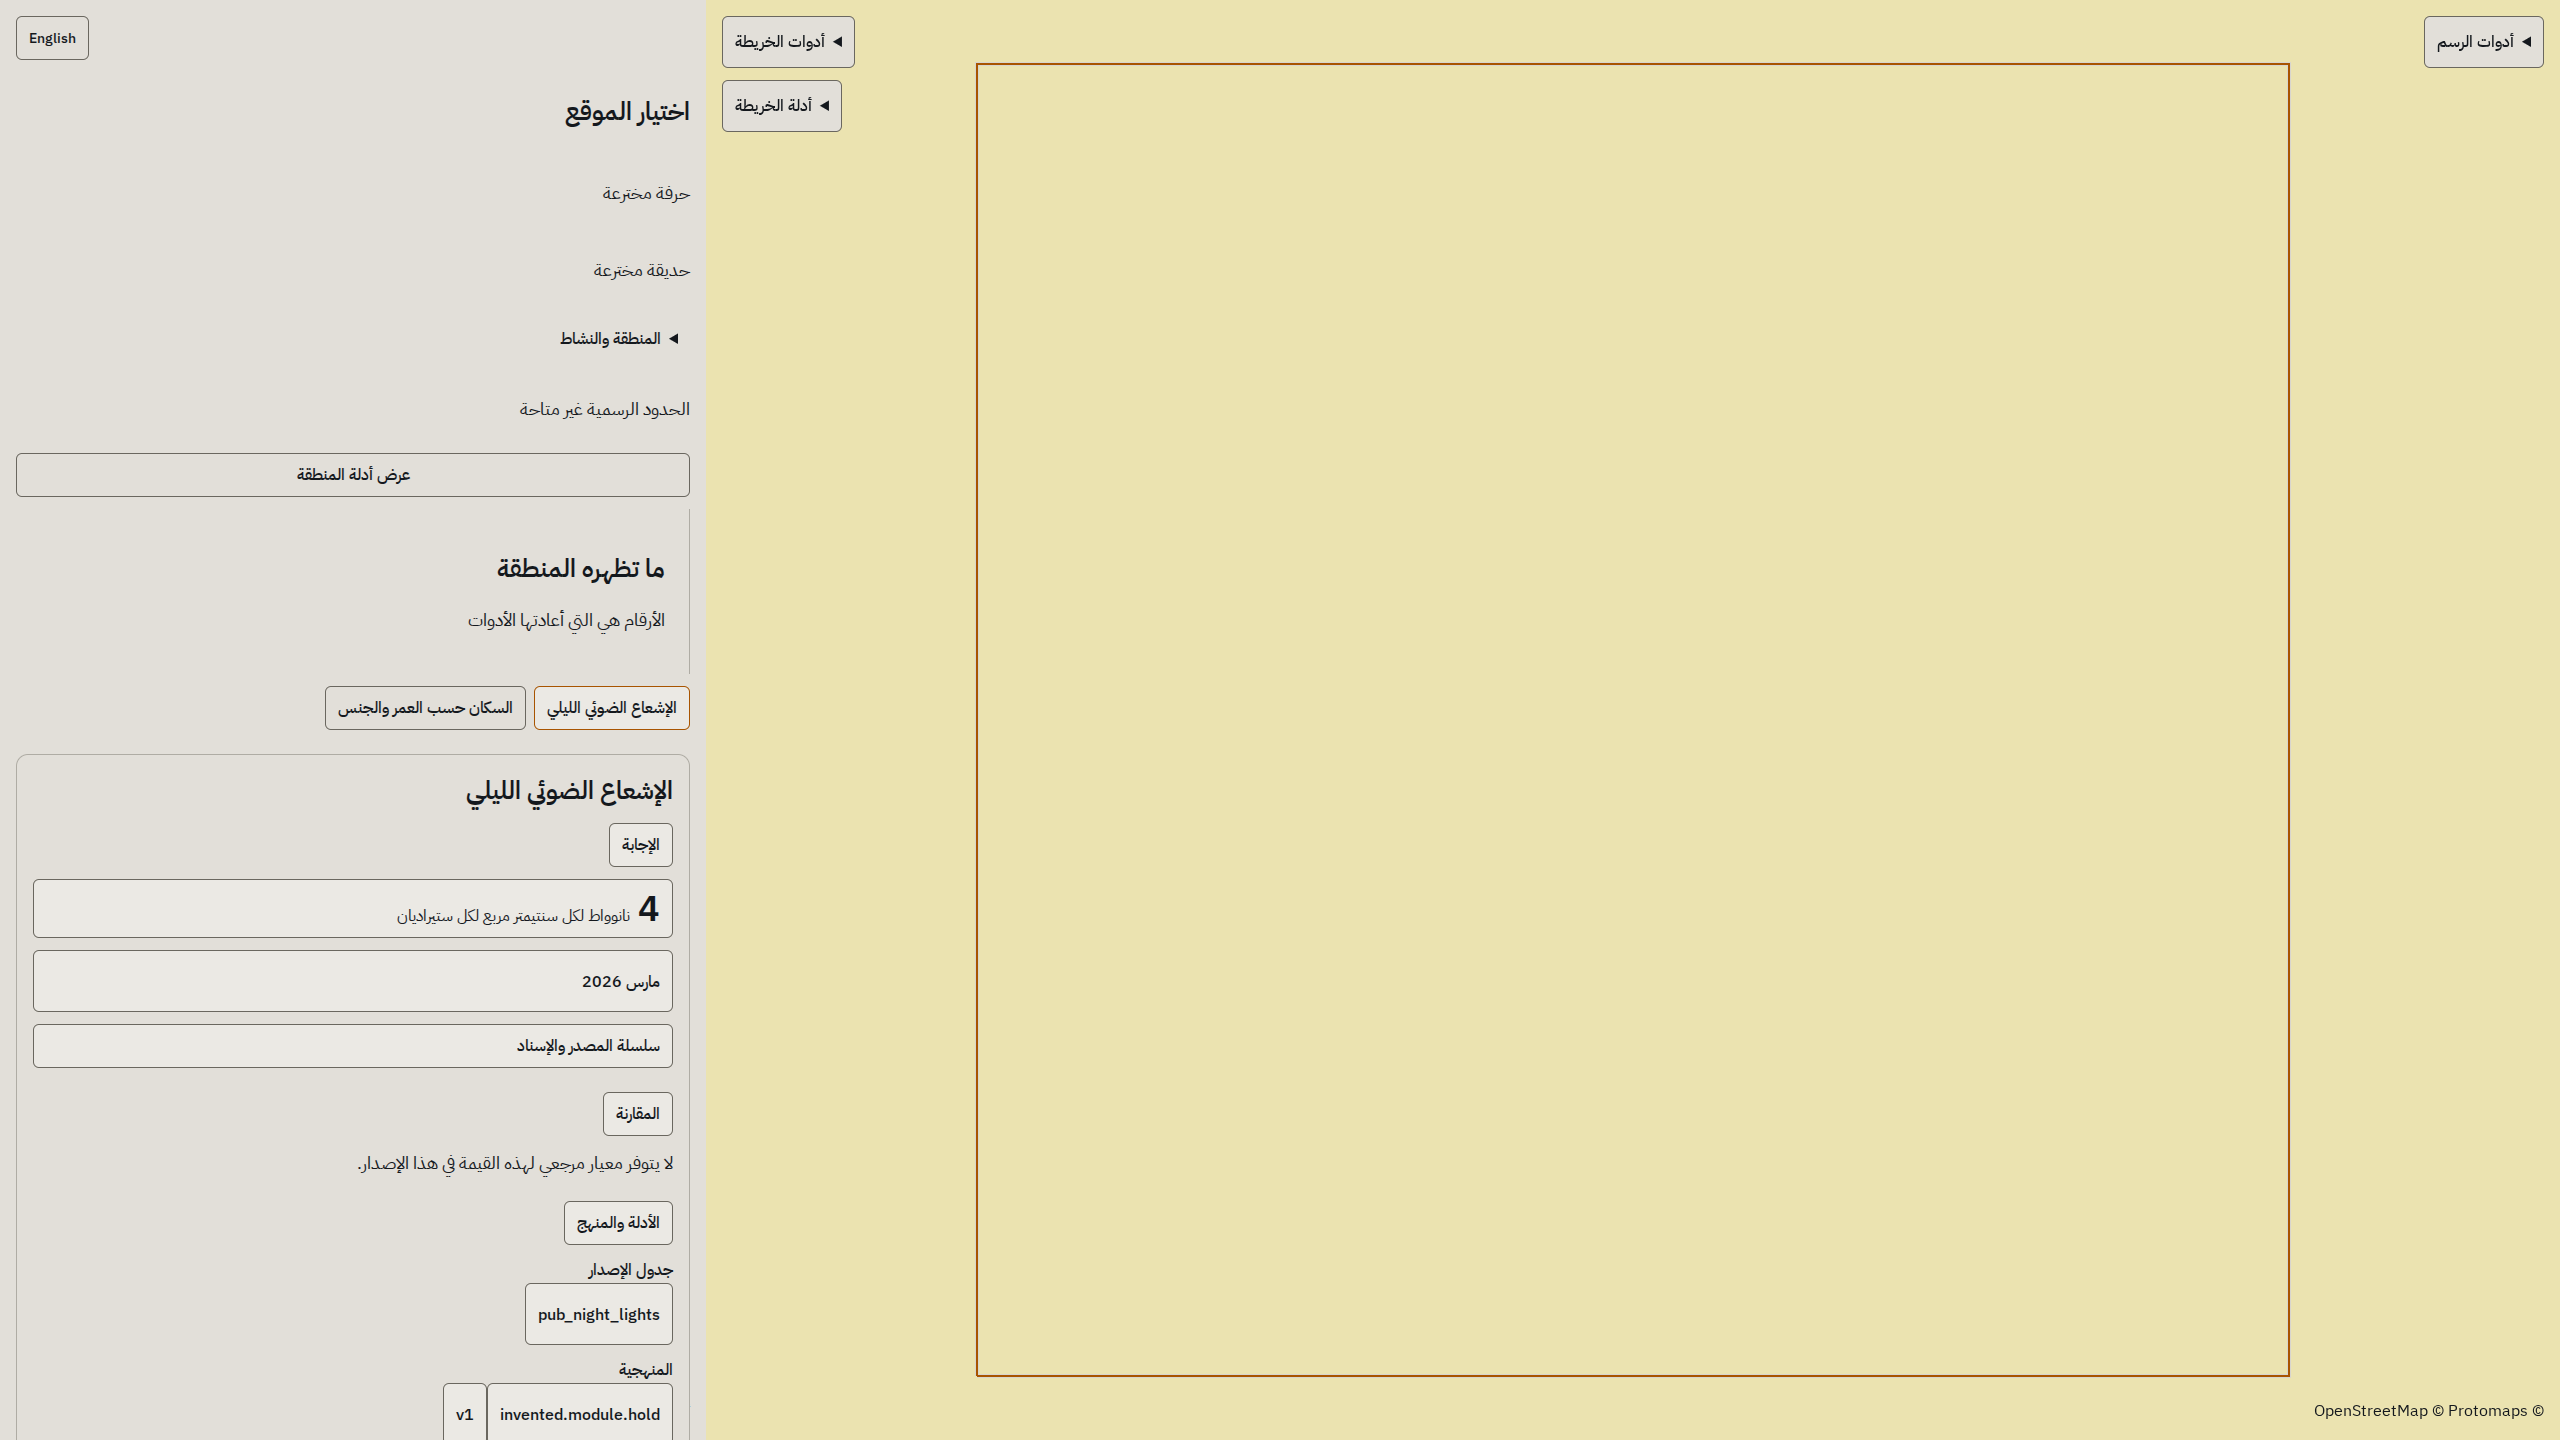 English
اختيار الموقع
حرفة مخترعة
حديقة مخترعة
المنطقة والنشاط
الحدود الرسمية غير متاحة
عرض أدلة المنطقة
ما تظهره المنطقة
الأرقام هي التي أعادتها الأدوات
الإشعاع الضوئي الليلي
السكان حسب العمر والجنس
الإشعاع الضوئي الليلي
الإجابة
4 نانوواط لكل سنتيمتر مربع لكل ستيراديان
مارس 2026
سلسلة المصدر والإسناد
المقارنة
لا يتوفر معيار مرجعي لهذه القيمة في هذا الإصدار.
الأدلة والمنهج
جدول الإصدار
pub_night_lights
المنهجية
invented.module.hold
v1
أدوات الخريطة
أدلة الخريطة
أدوات الرسم
OpenStreetMap © Protomaps ©